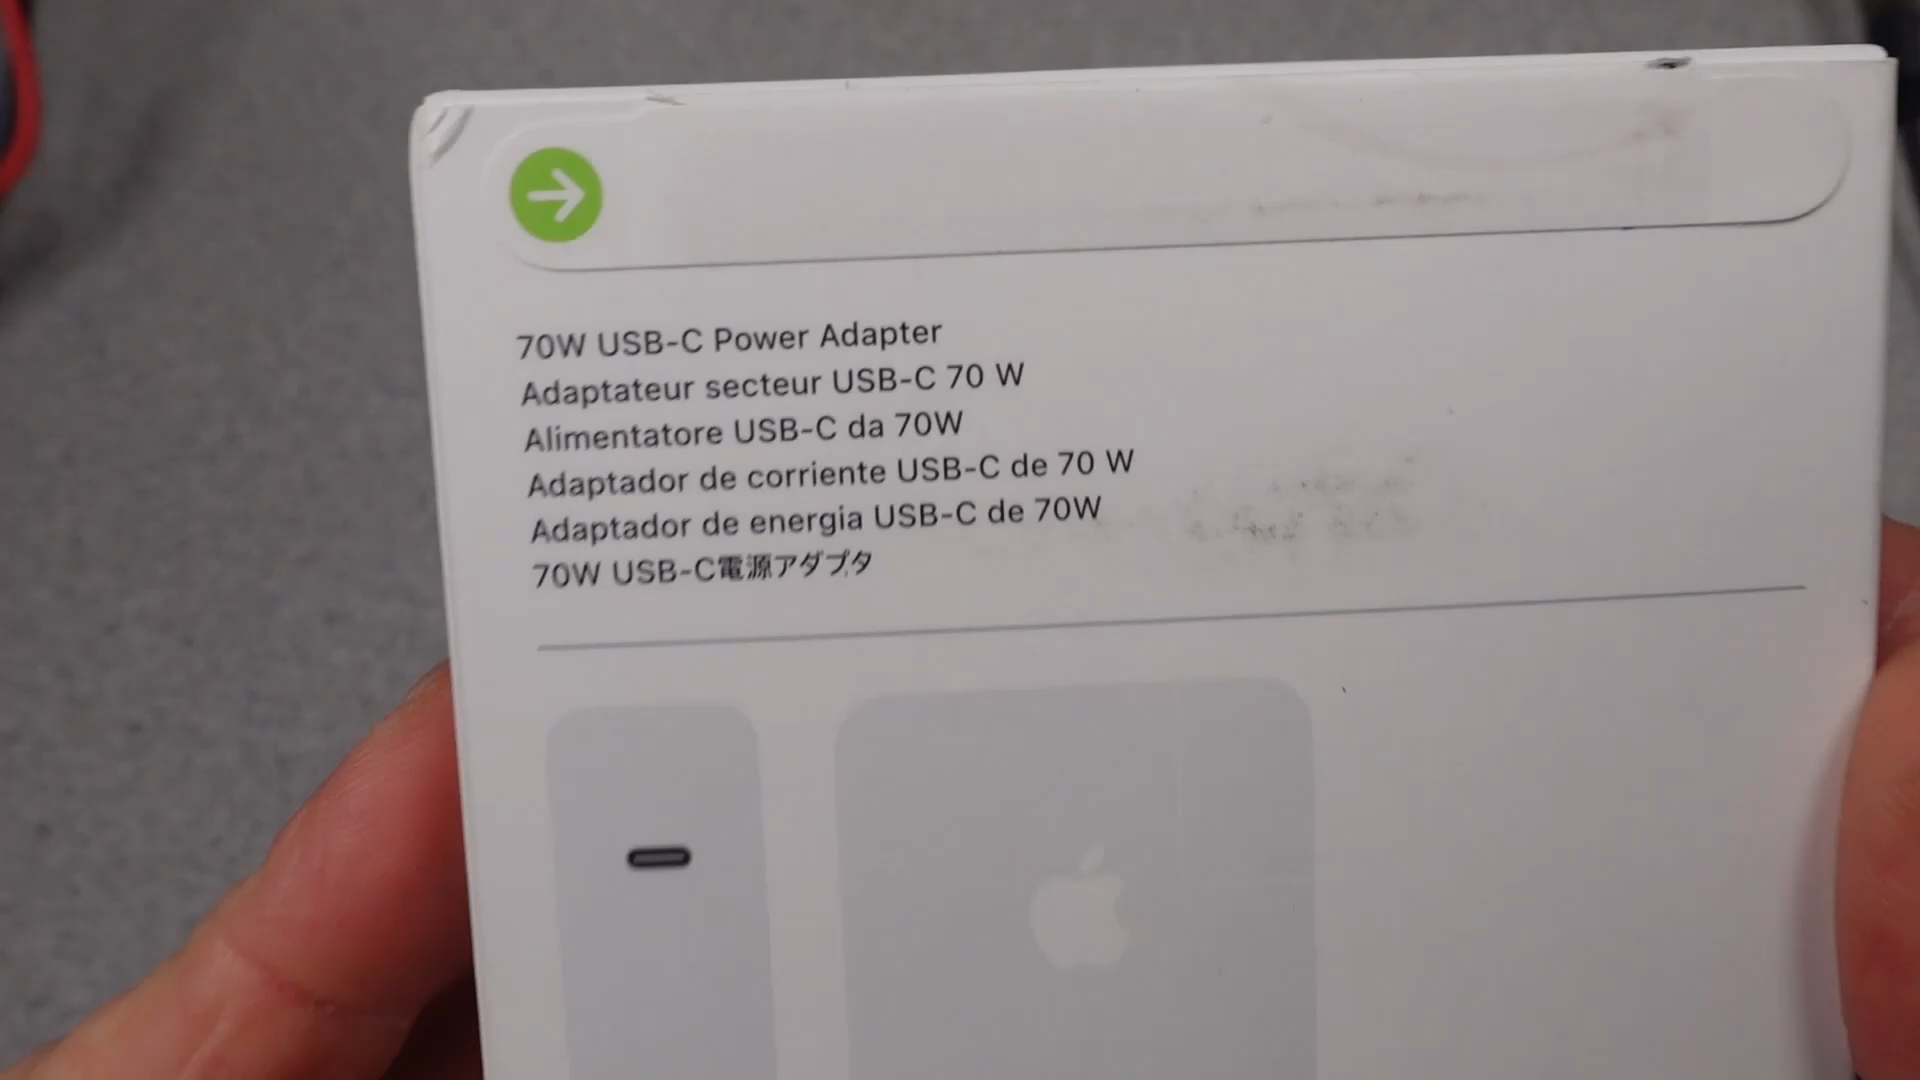 70W USB-C Power Adapter
Adaptateur secteur USB-C 70 W
Alimentatore USB-C da 70W
Adaptador de corriente USB-C de 70 W
Adaptador de energia USB-C de 70W
70W USB-C電源アダプタ